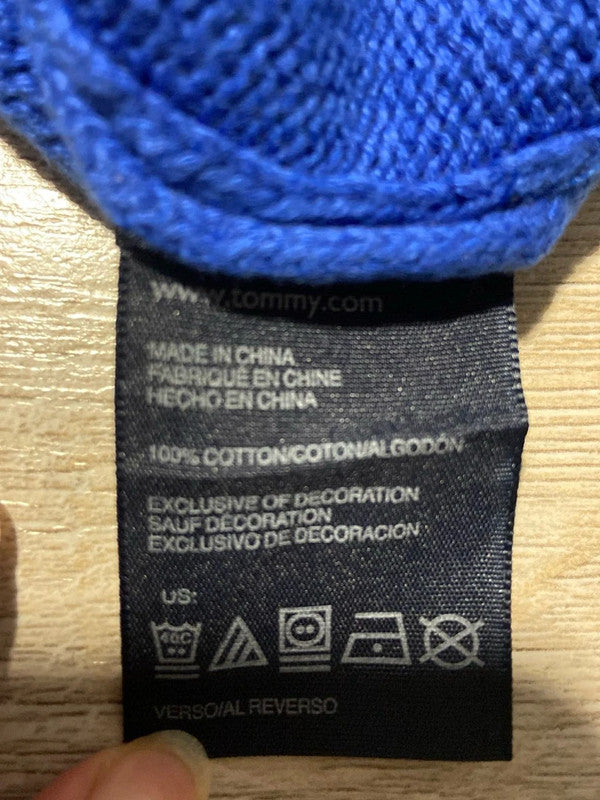 www.tommy.com
MADE IN CHINA
FABRIQUÉ EN CHINE
HECHO EN CHINA
100% COTTON/COTON/ALGODÓN
EXCLUSIVE OF DECORATION
SAUF DÉCORATION
EXCLUSIVO DE DECORACIÓN
US:
40C
VERSO/AL REVERSO